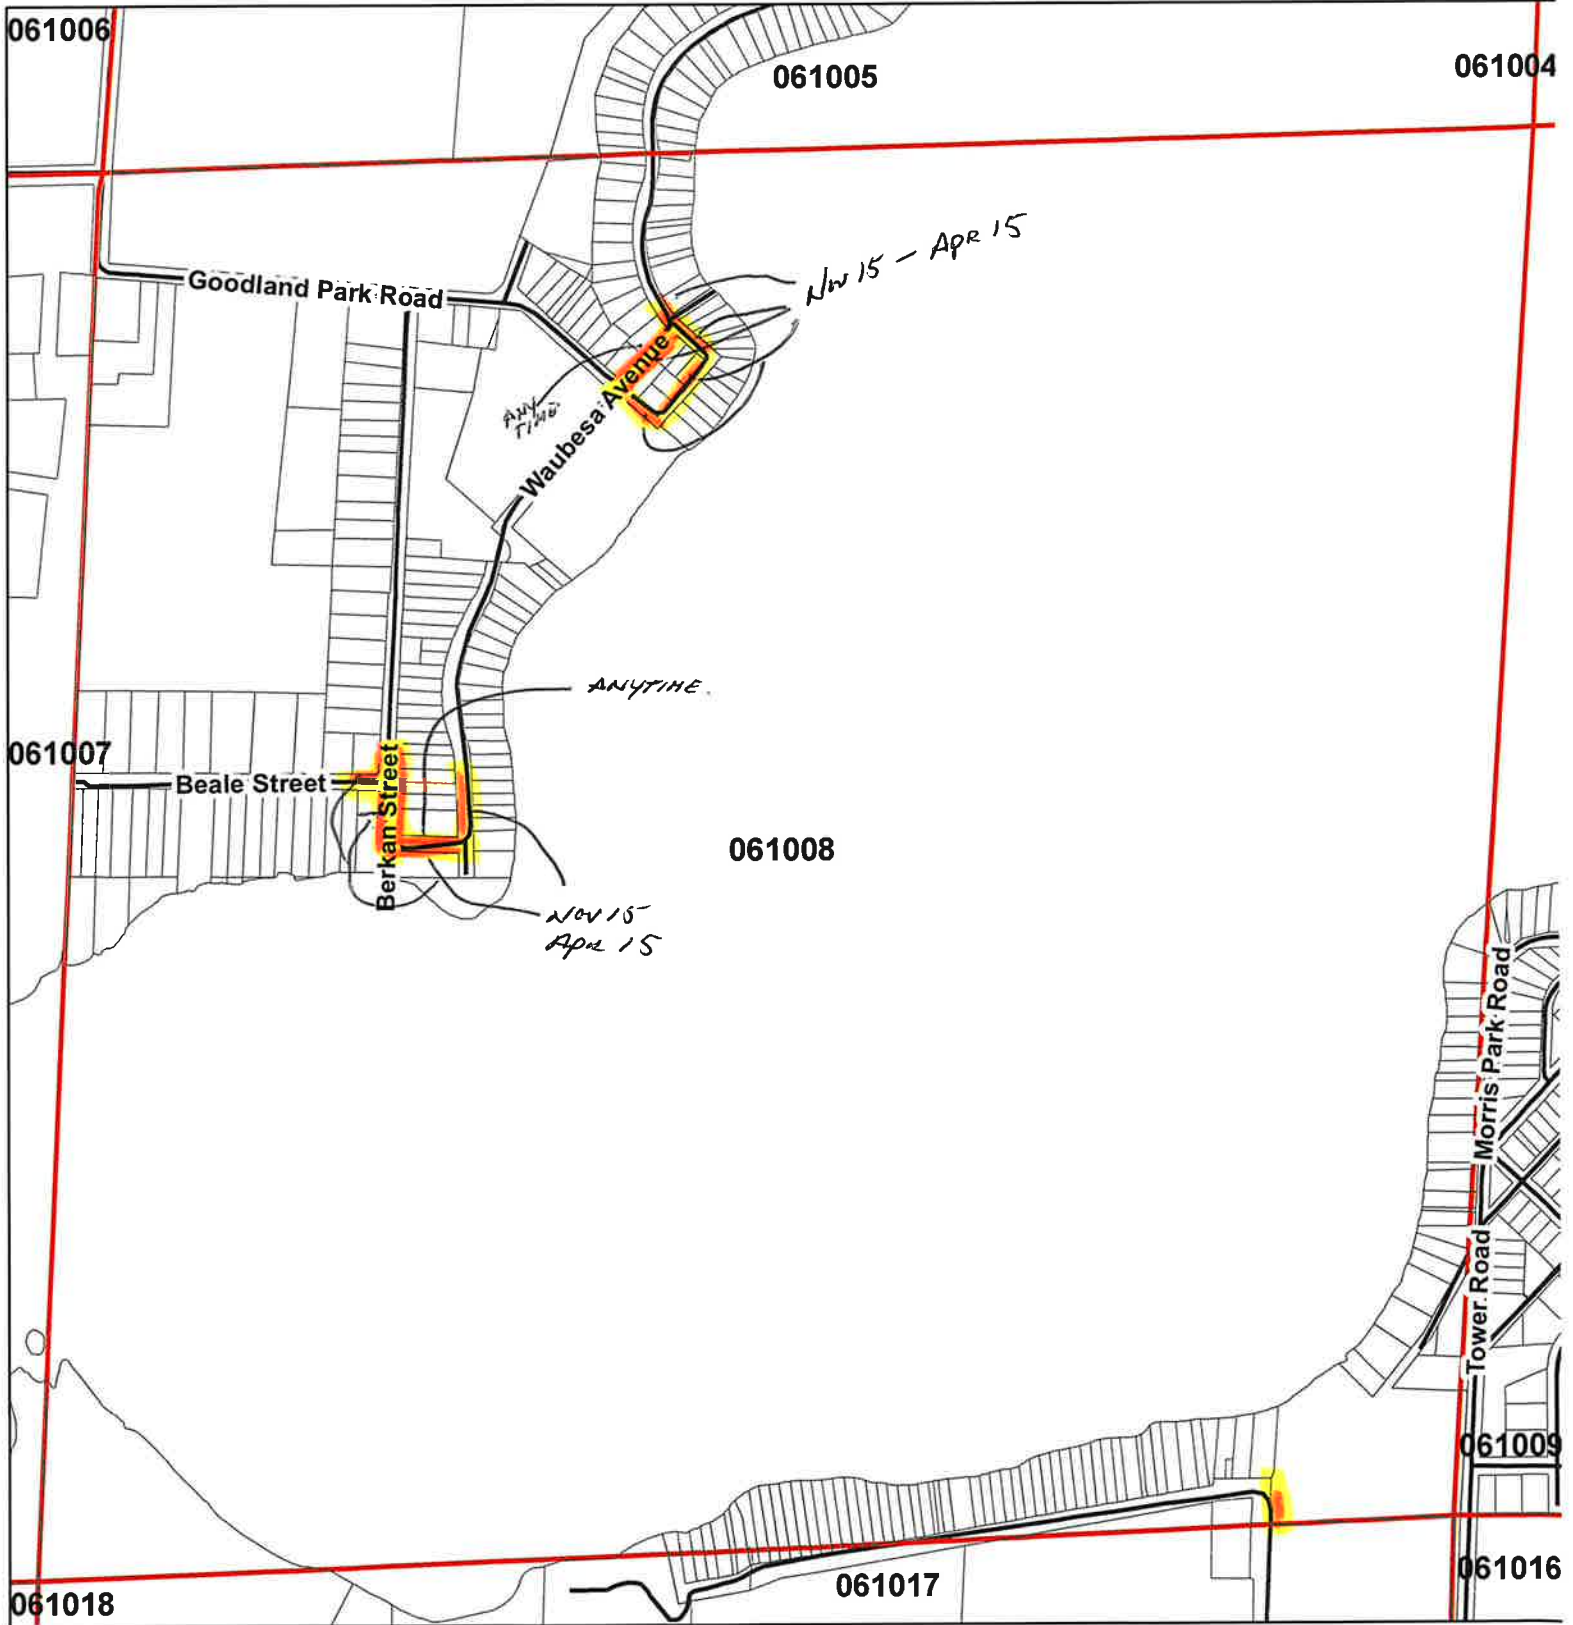 061006
061005
061004
Nov 15 - Apr 15
Goodland Park Road
ANY
TIME
Waubesa Avenue
ANYTIME.
061007
Beale Street
Berkan Street
061008
Nov 15
Apr 15
Morris Park Road
Tower Road
061009
061016
061017
061018